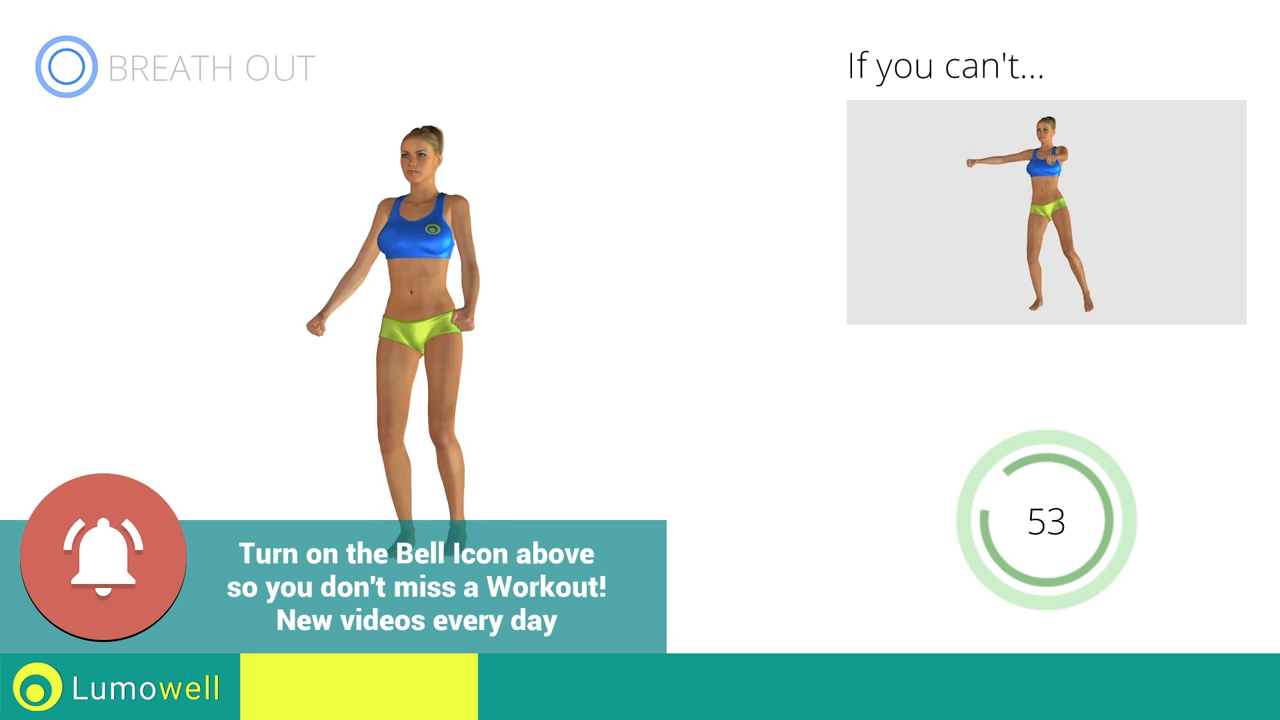 BREATH OUT
If you can't...
53
Turn on the Bell Icon above
so you don't miss a Workout!
New videos every day
Lumowell